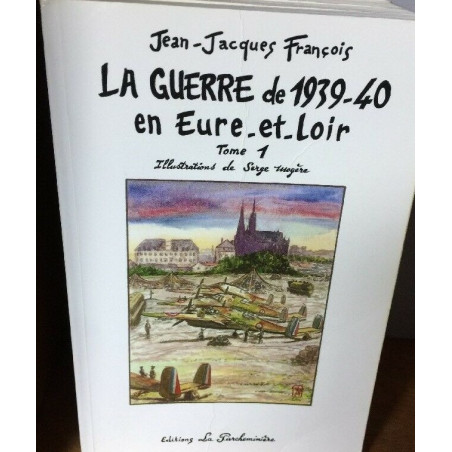 Jean-Jacques François
LA GUERRE de 1939-40
en Eure-et-Loir
Tome 1
Illustrations de Serge Mogère
Editions La Parcheminière